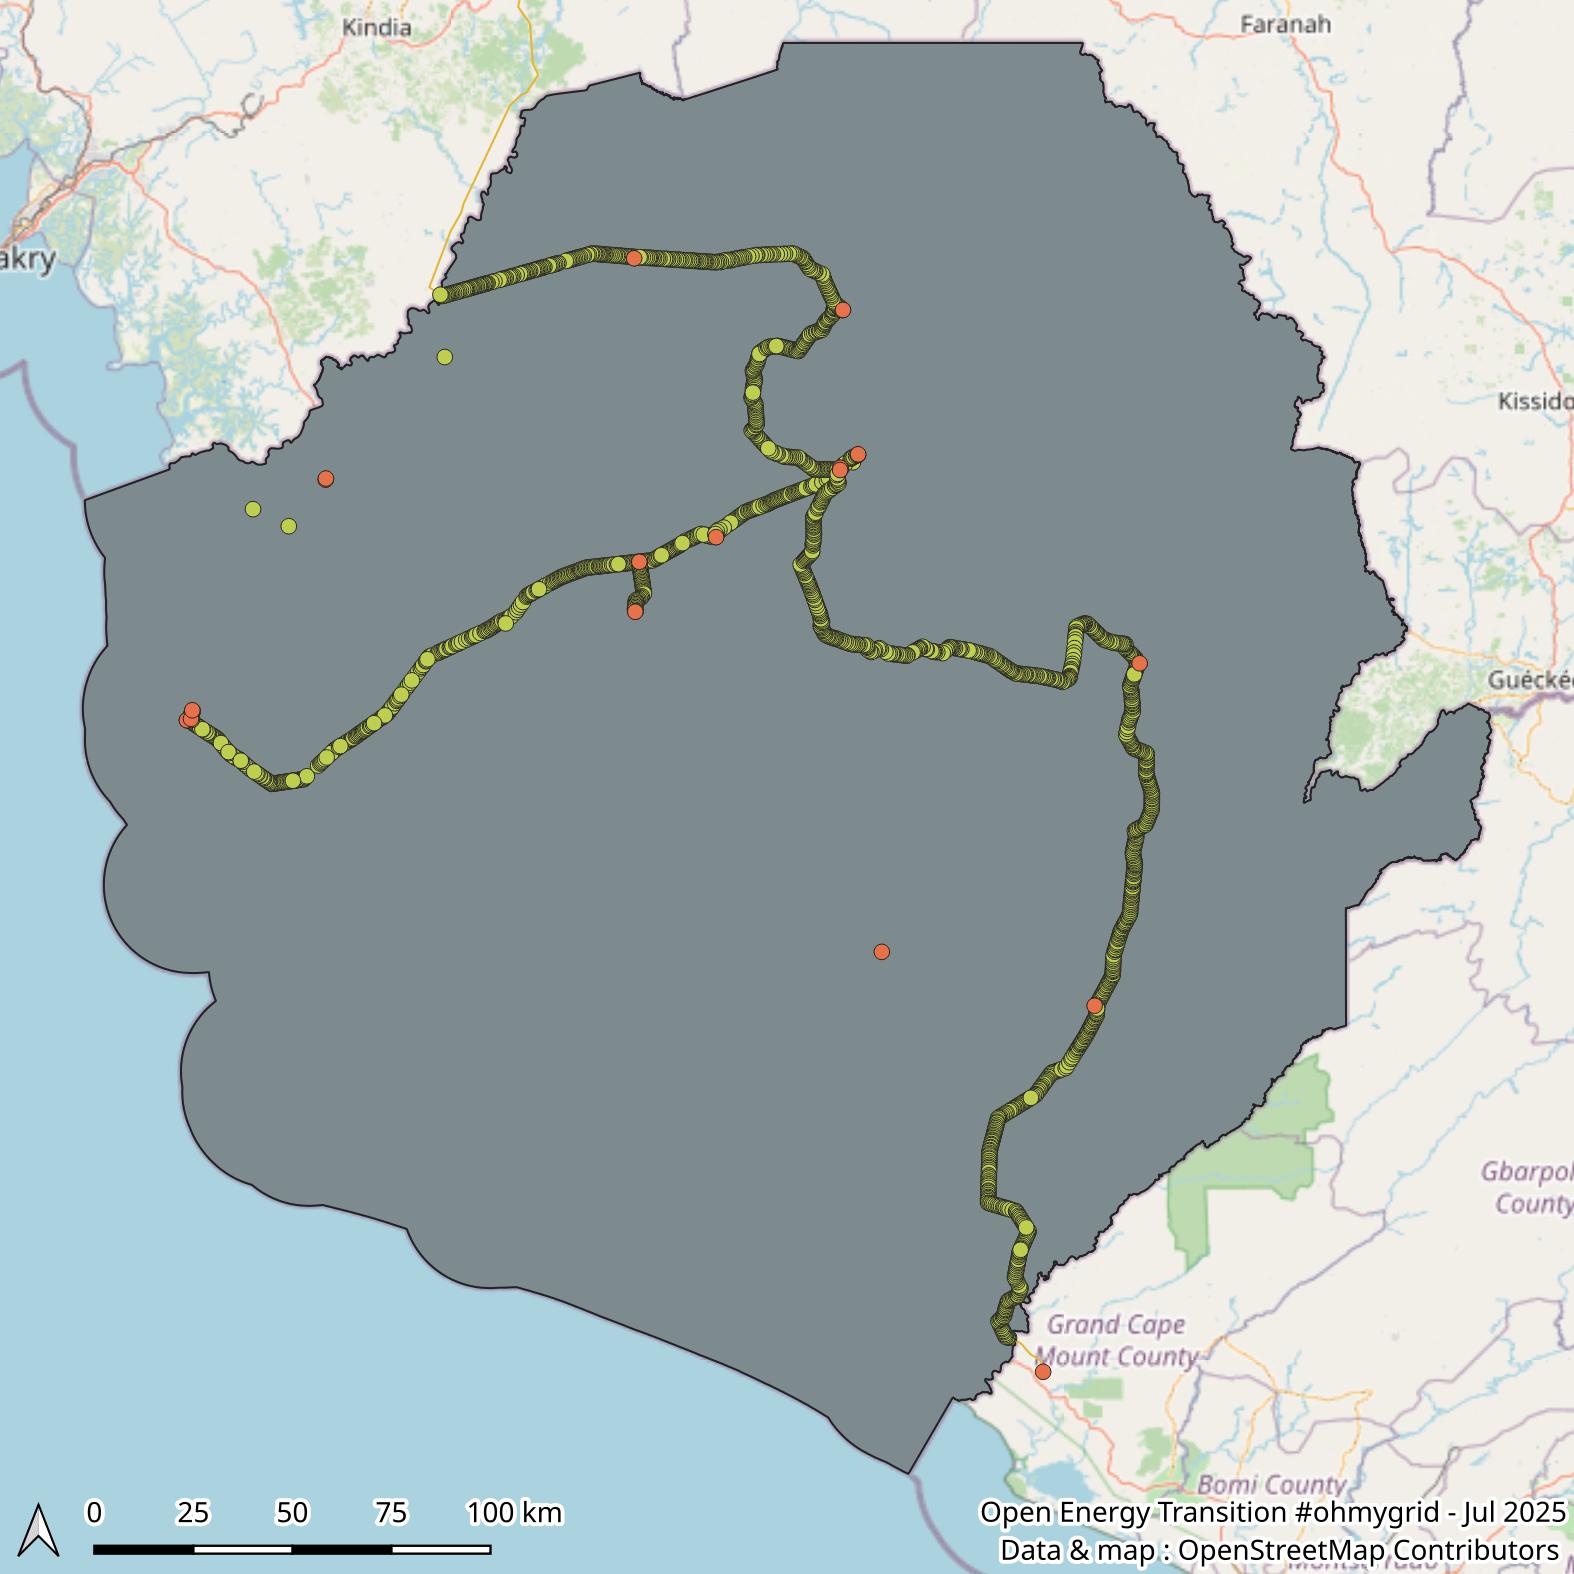 Kindia
Faranah
akry
Kissido
Guécké
Gbarpol
County
Grand Cape
Mount County
Bomi County
0 25 50 75 100 km
Open Energy Transition #ohmygrid - Jul 2025
Data & map : OpenStreetMap Contributors